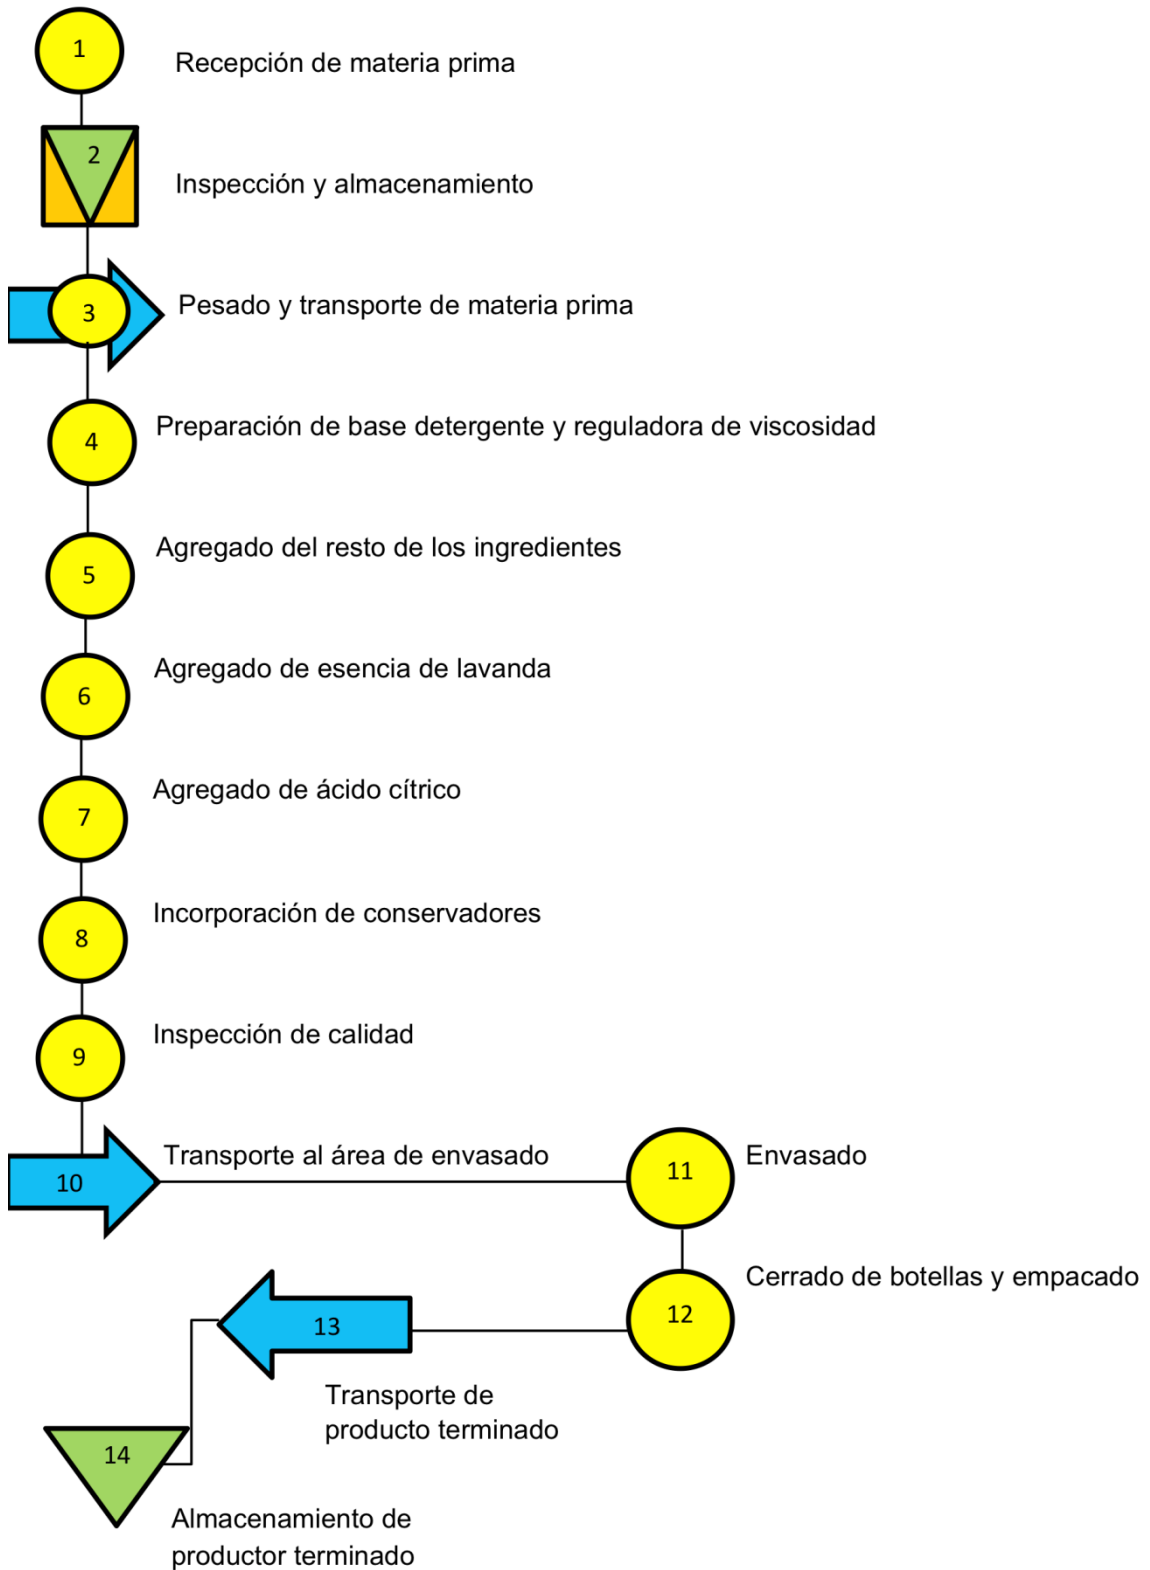 1
Recepción de materia prima
2
Inspección y almacenamiento
3
Pesado y transporte de materia prima
4
Preparación de base detergente y reguladora de viscosidad
5
Agregado del resto de los ingredientes
6
Agregado de esencia de lavanda
7
Agregado de ácido cítrico
8
Incorporación de conservadores
9
Inspección de calidad
10
Transporte al área de envasado
11
Envasado
12
Cerrado de botellas y empacado
13
Transporte de
producto terminado
14
Almacenamiento de
productor terminado